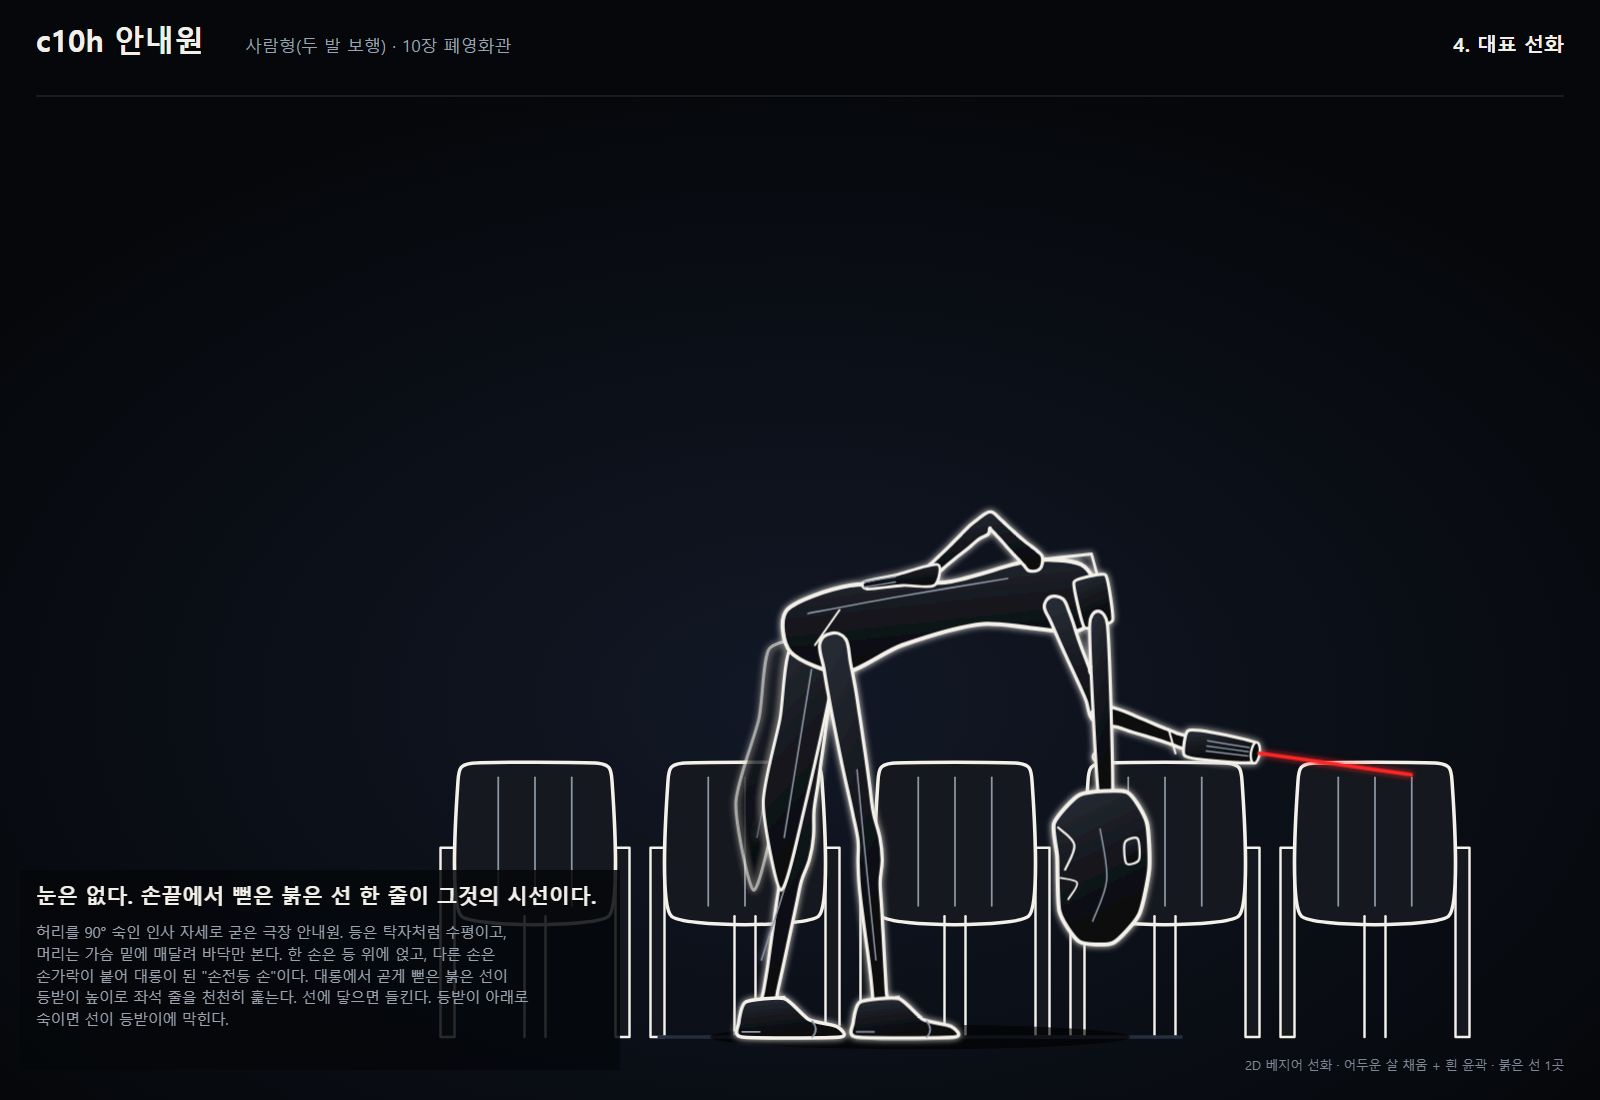 c10h 안내원
사람형(두 발 보행) · 10장 폐영화관
4. 대표 선화
눈은 없다. 손끝에서 뻗은 붉은 선 한 줄이 그것의 시선이다.
허리를 90° 숙인 인사 자세로 굳은 극장 안내원. 등은 탁자처럼 수평이고,
머리는 가슴 밑에 매달려 바닥만 본다. 한 손은 등 위에 얹고, 다른 손은
손가락이 붙어 대롱이 된 "손전등 손"이다. 대롱에서 곧게 뻗은 붉은 선이
등받이 높이로 좌석 줄을 천천히 훑는다. 선에 닿으면 들킨다. 등받이 아래로
숙이면 선이 등받이에 막힌다.
2D 베지어 선화 · 어두운 살 채움 + 흰 윤곽 · 붉은 선 1곳